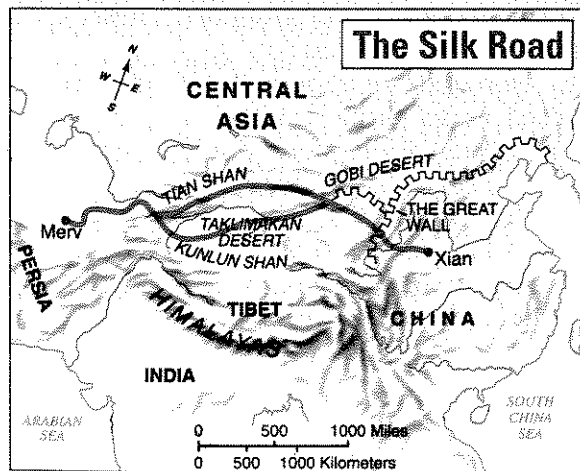 The Silk Road
N
W
E
S
CENTRAL
ASIA
TIAN SHAN
GOBI DESERT
Merv
TAKLIMAKAN
DESERT
KUNLUN SHAN
THE GREAT
WALL
Xian
PERSIA
TIBET
HIMALAYAS
CHINA
INDIA
ARABIAN
SEA
SOUTH
CHINA
SEA
0 500 1000 Miles
0 500 1000 Kilometers